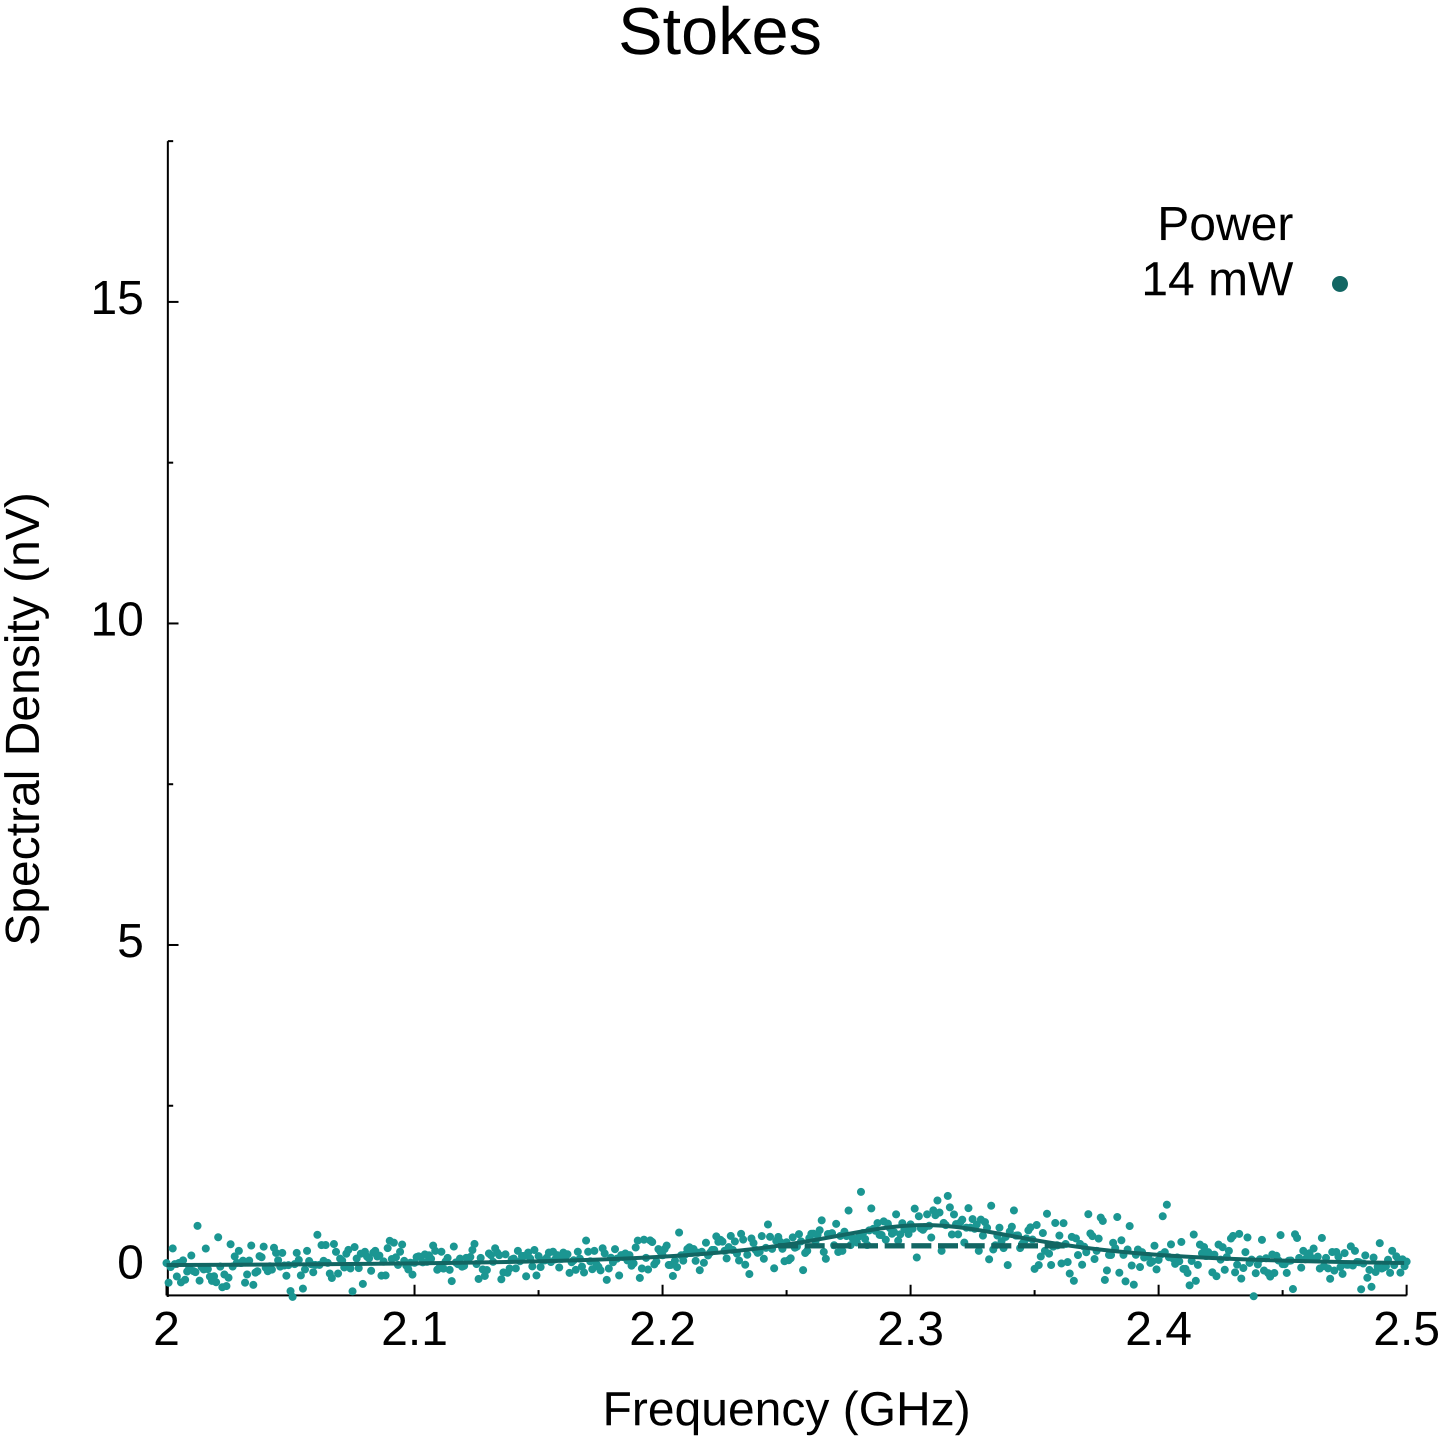 Stokes
Power
14 mW
Spectral Density (nV)
15
10
5
0
2
2.1
2.2
2.3
2.4
2.5
Frequency (GHz)